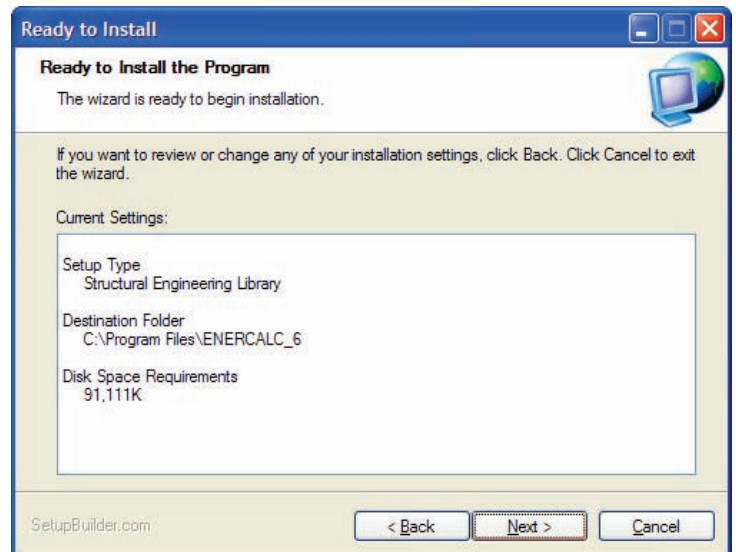 Ready to Install
Ready to Install the Program
The wizard is ready to begin installation.
If you want to review or change any of your installation settings, click Back. Click Cancel to exit
the wizard.
Current Settings:
Setup Type
Structural Engineering Library
Destination Folder
C:\Program Files\ENERCALC_6
Disk Space Requirements
91,111K
SetupBuilder.com
< Back
Next >
Cancel